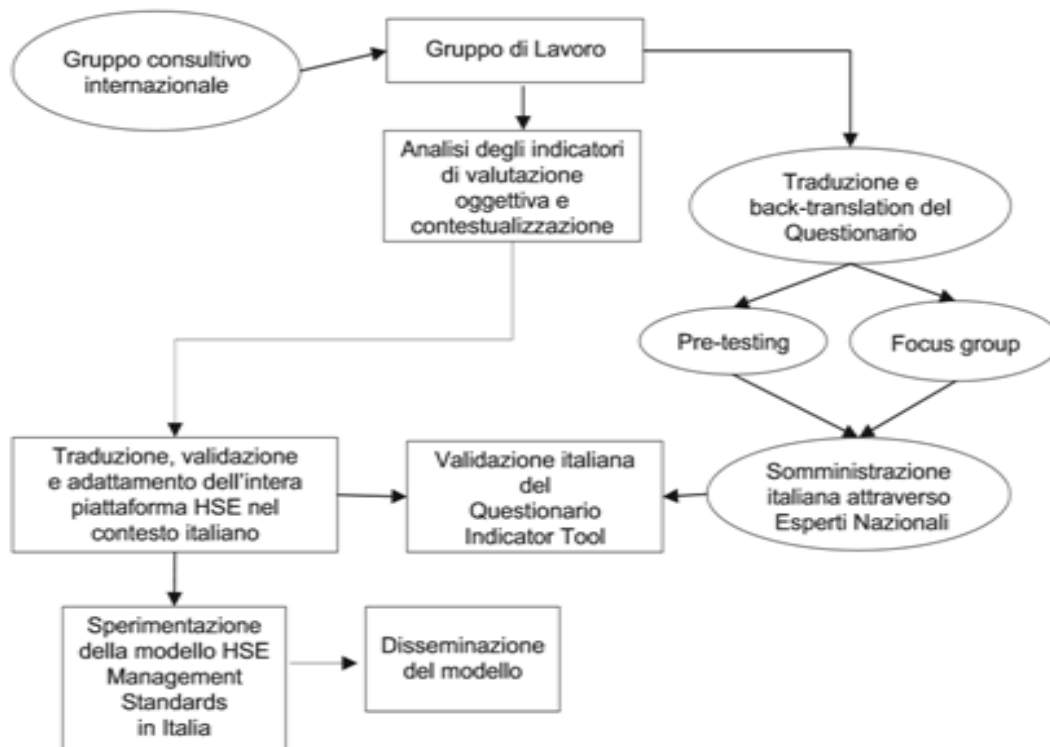 Gruppo consultivo
internazionale
Gruppo di Lavoro
Analisi degli indicatori
di valutazione
oggettiva e
contestualizzazione
Traduzione e
back-translation del
Questionario
Pre-testing
Focus group
Traduzione, validazione
e adattamento dell'intera
piattaforma HSE nel
contesto italiano
Validazione italiana
del
Questionario
Indicator Tool
Somministrazione
italiana attraverso
Esperti Nazionali
Sperimentazione
della modello HSE
Management
Standards
in Italia
Disseminazione
del modello